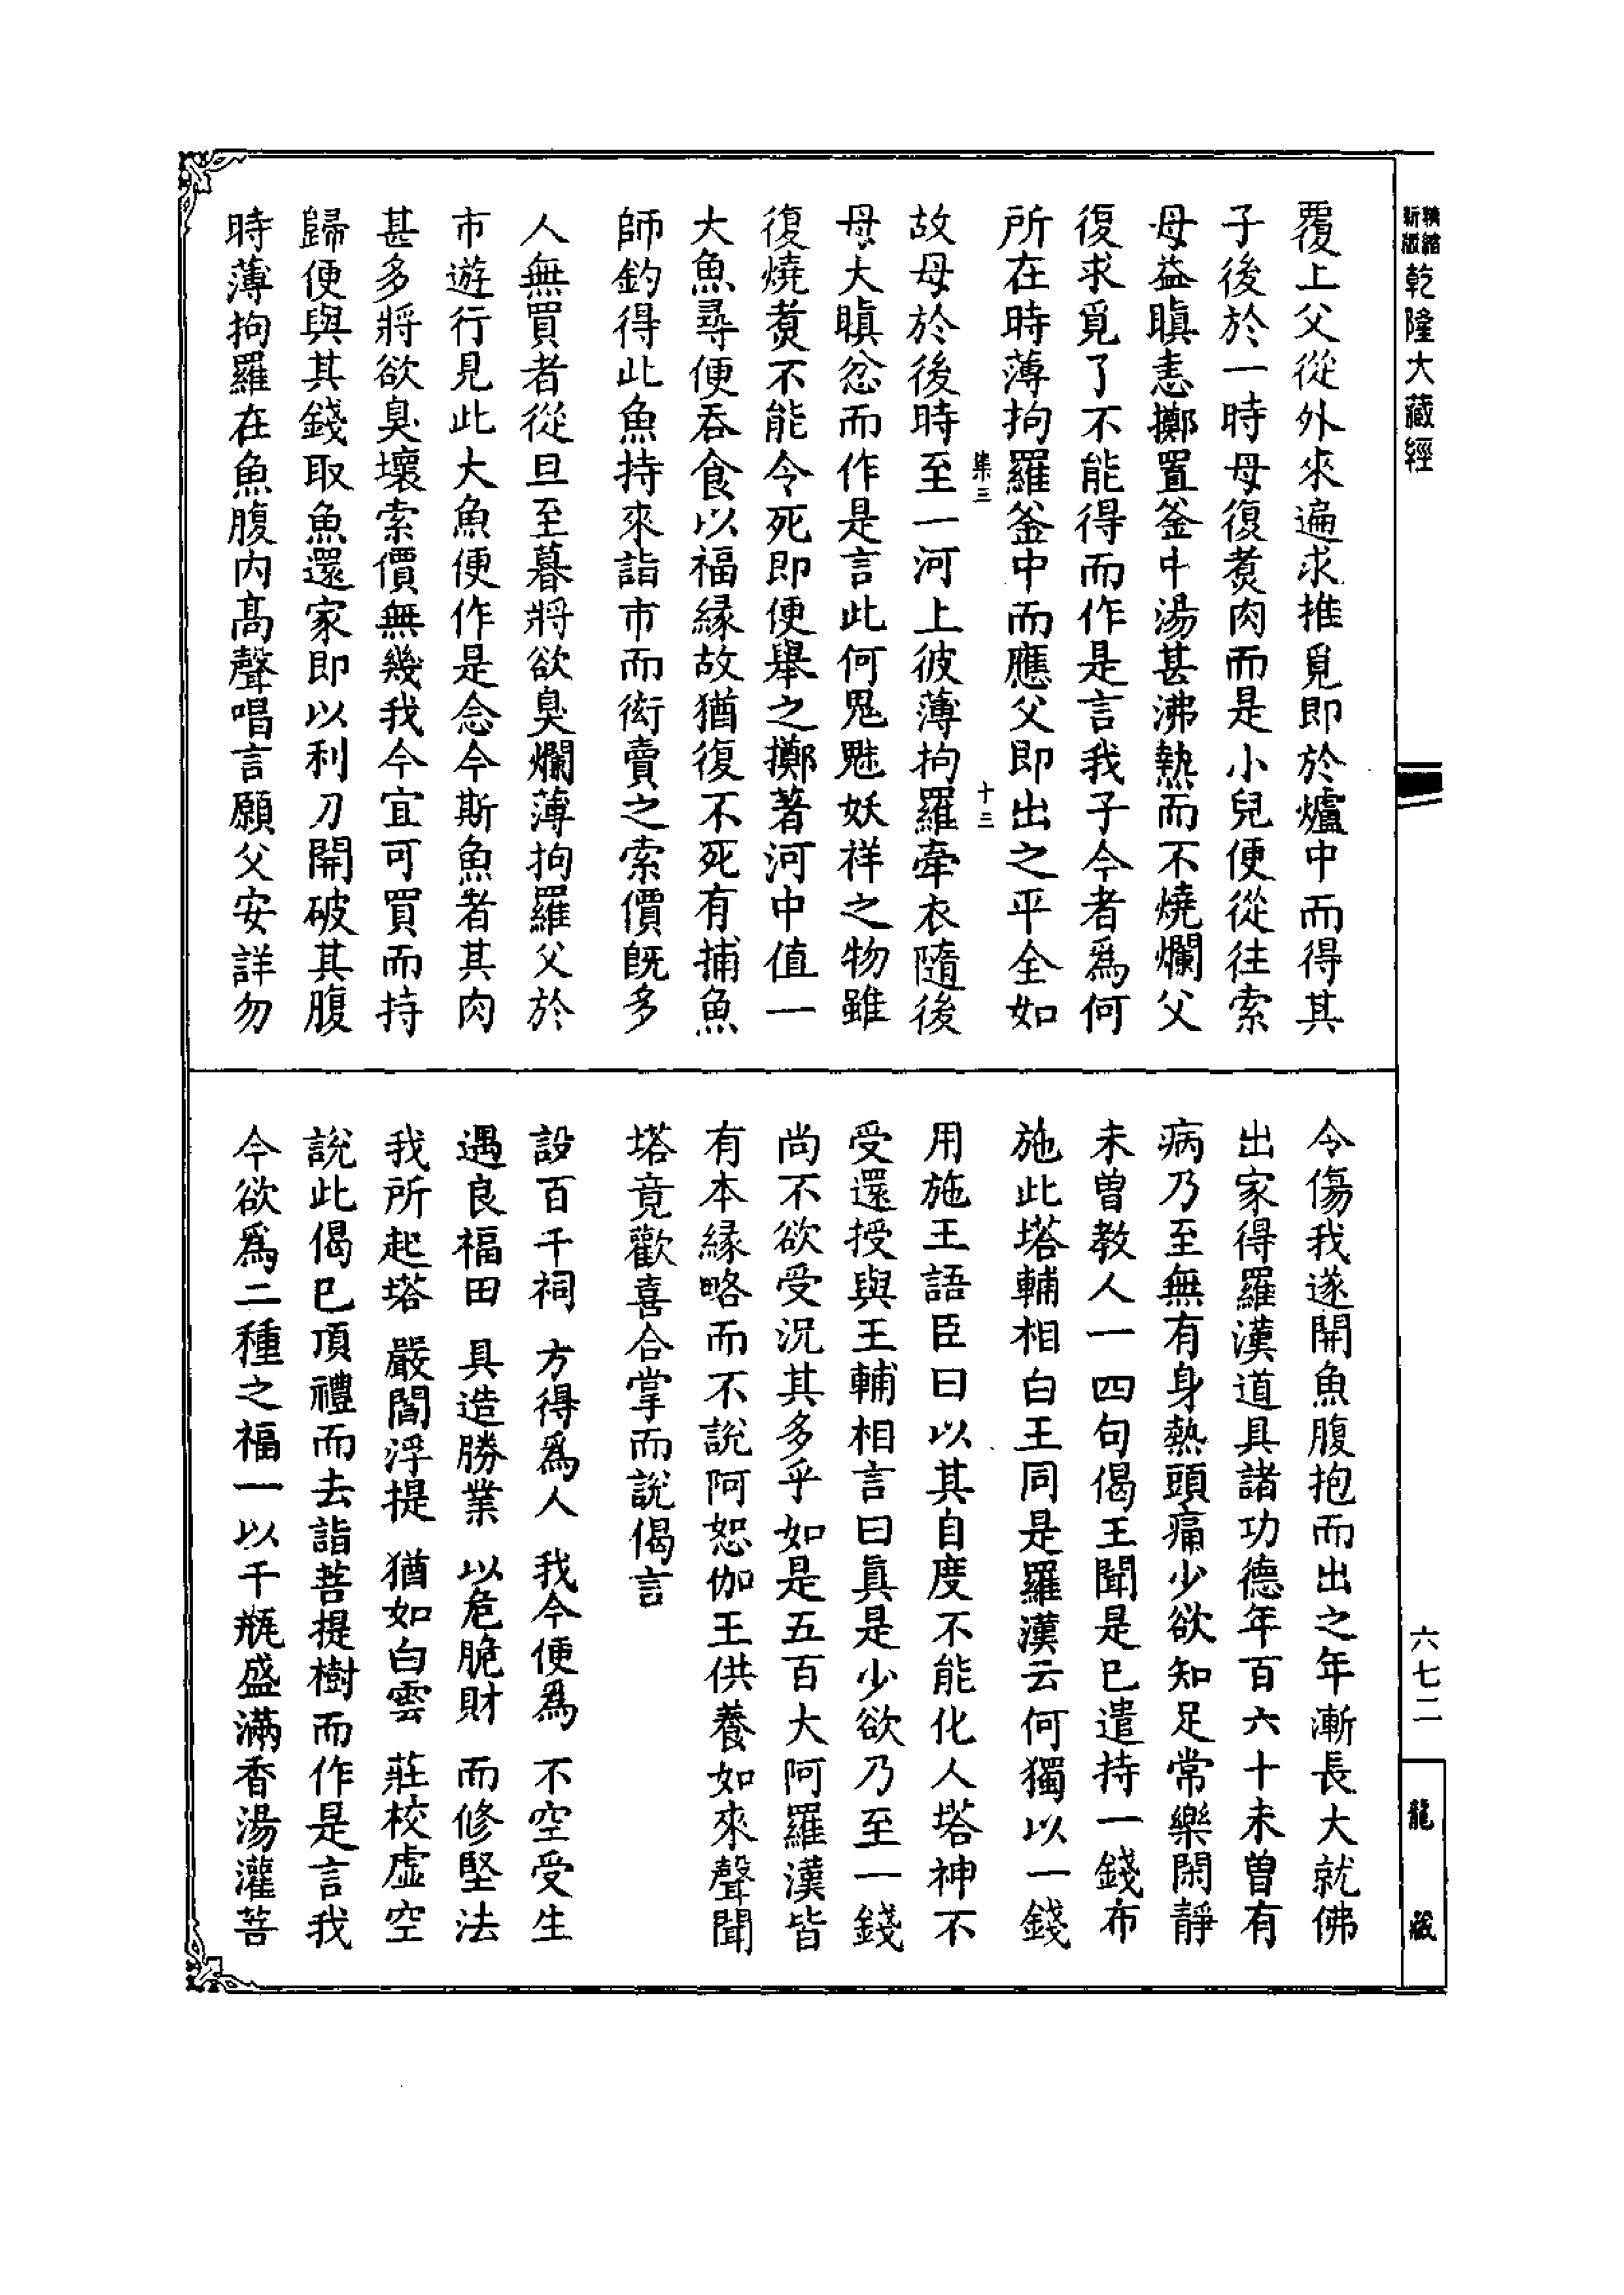 精縮新版乾隆大藏經
覆上父從外來遍求推覓即於爐中而得其
子後於一時母復煑肉而是小兒便從往索
母益瞋恚擲置釜中湯甚沸熱而不燒爛父
復求覓了不能得而作是言我子今者爲何
所在時薄拘羅釜中而應父即出之平全如
集三 十三
故母於後時至一河上彼薄拘羅牽衣隨後
母大瞋忿而作是言此何鬼魅妖祥之物雖
復燒煑不能令死即便舉之擲著河中值一
大魚尋便吞食以福緣故猶復不死有捕魚
師釣得此魚持來詣市而衒賣之索價既多
人無買者從旦至暮將欲臭爛薄拘羅父於
市遊行見此大魚便作是念今斯魚者其肉
甚多將欲臭壞索價無幾我今宜可買而持
歸便與其錢取魚還家即以利刀開破其腹
時薄拘羅在魚腹內高聲唱言願父安詳勿
令傷我遂開魚腹抱而出之年漸長大就佛
出家得羅漢道具諸功德年百六十未曾有
病乃至無有身熱頭痛少欲知足常樂閑靜
未曾教人一四句偈王聞是已遣持一錢布
施此塔輔相白王同是羅漢云何獨以一錢
用施王語臣曰以其自度不能化人塔神不
受還授與王輔相言曰眞是少欲乃至一錢
尚不欲受況其多乎如是五百大阿羅漢皆
有本緣略而不說阿恕伽王供養如來聲聞
塔竟歡喜合掌而說偈言
設百千祠 方得爲人 我今便爲 不空受生
遇良福田 具造勝業 以危脆財 而修堅法
我所起塔 嚴閻浮提 猶如白雲 莊校虛空
說此偈已頂禮而去詣菩提樹而作是言我
今欲爲二種之福一以千瓶盛滿香湯灌菩
六七二
龍藏